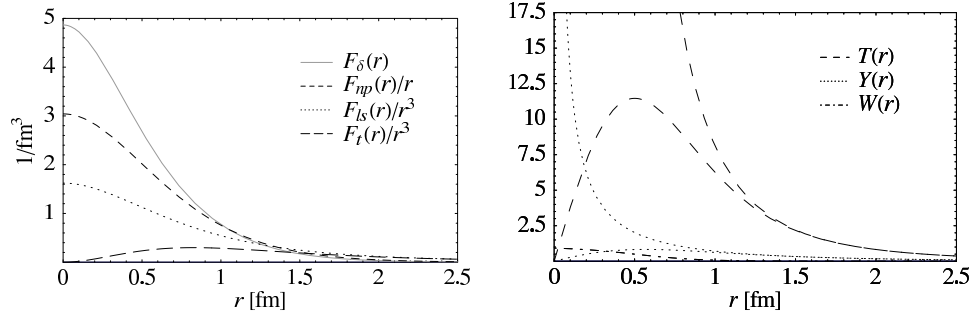 5
4
3
2
1
1/fm³
0 0.5 1 1.5 2 2.5
r [fm]
F_δ(r)
F_np(r)/r
F_ls(r)/r³
F_t(r)/r³
17.5
15
12.5
10
7.5
5
2.5
0 0.5 1 1.5 2 2.5
r [fm]
T(r)
Y(r)
W(r)